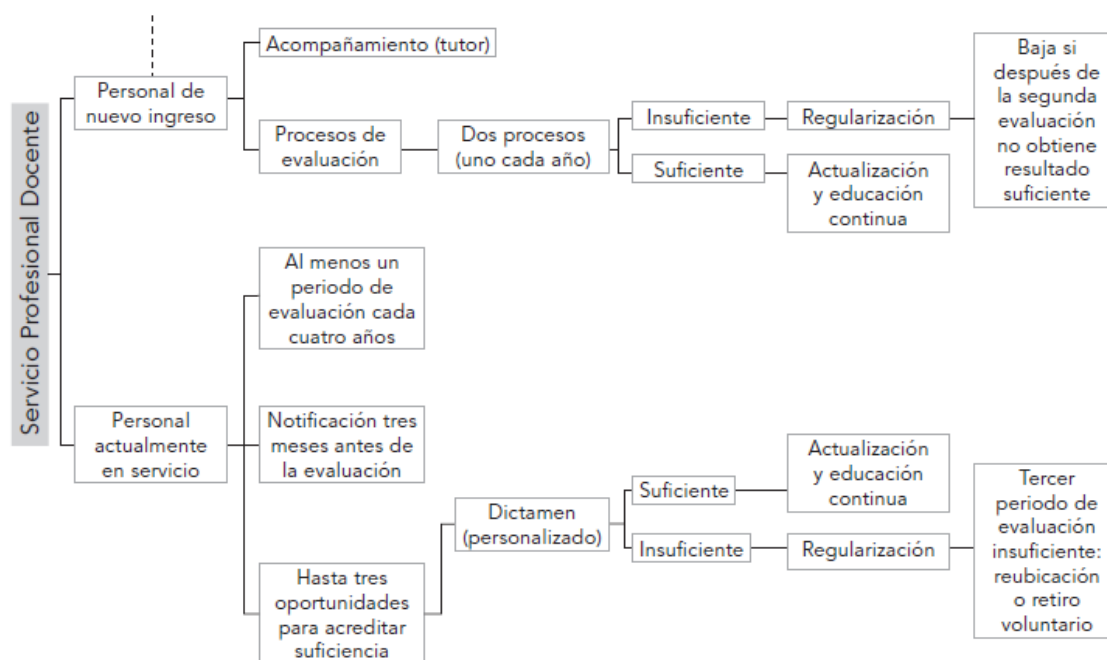 Servicio Profesional Docente
Personal de
nuevo ingreso
Acompañamiento (tutor)
Procesos de
evaluación
Dos procesos
(uno cada año)
Insuficiente
Regularización
Baja si
después de
la segunda
evaluación
no obtiene
resultado
suficiente
Suficiente
Actualización
y educación
continua
Personal
actualmente
en servicio
Al menos un
periodo de
evaluación cada
cuatro años
Notificación tres
meses antes de
la evaluación
Hasta tres
oportunidades
para acreditar
suficiencia
Dictamen
(personalizado)
Suficiente
Actualización
y educación
continua
Insuficiente
Regularización
Tercer
periodo de
evaluación
insuficiente:
reubicación
o retiro
voluntario